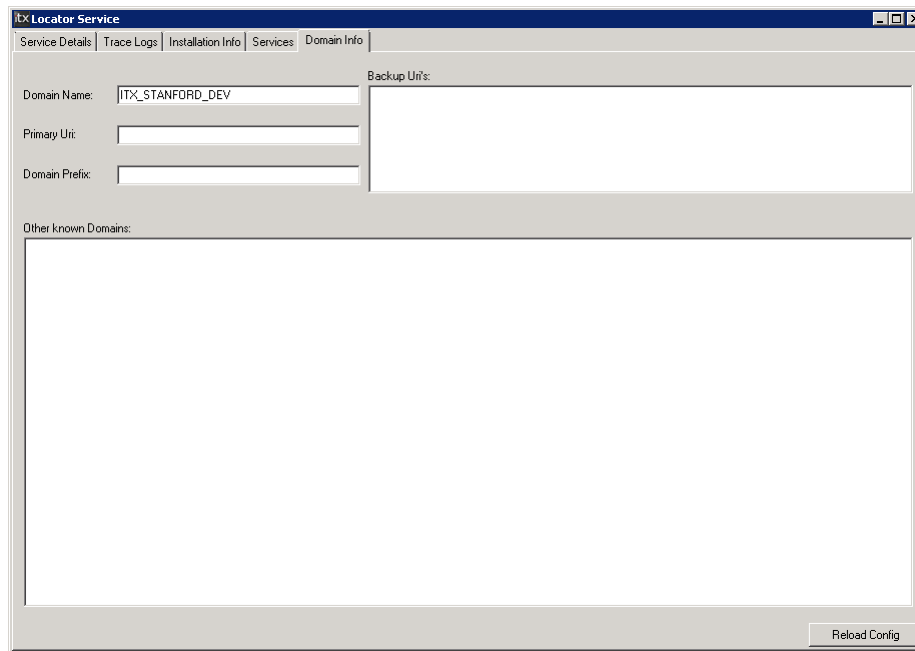 itx Locator Service
Service Details Trace Logs Installation Info Services Domain Info
Backup Uri's:
Domain Name: ITX_STANFORD_DEV
Primary Uri:
Domain Prefix:
Other known Domains:
Reload Config